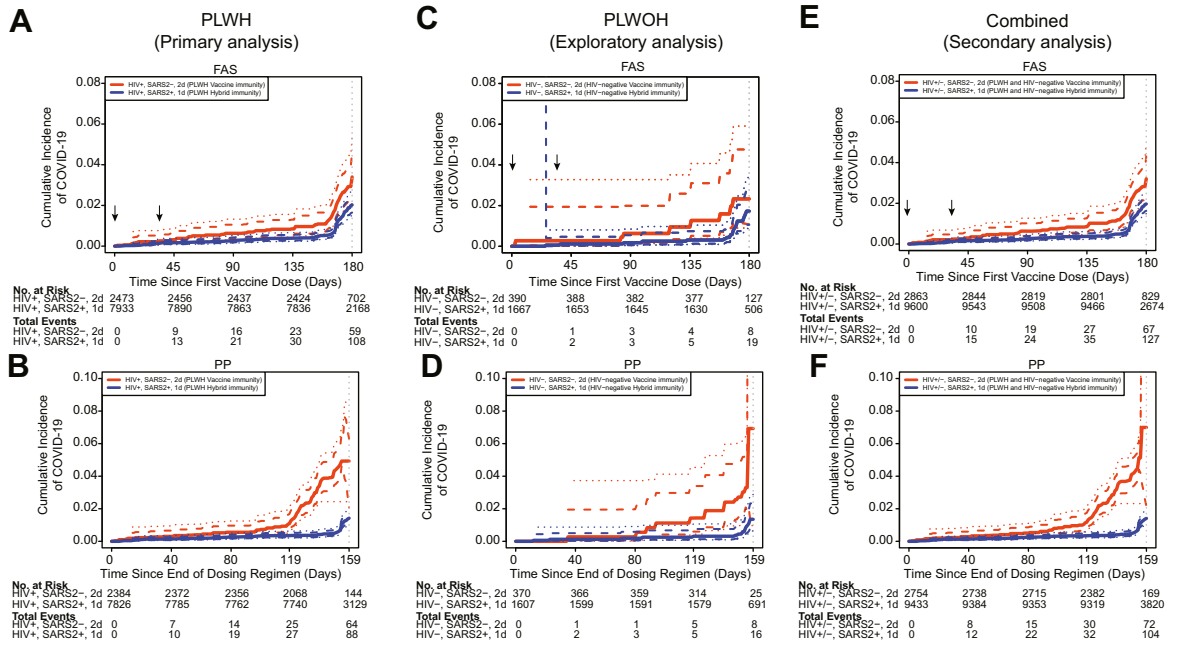 A
PLWH
(Primary analysis)
FAS
HIV+, SARS2−, 2d (PLWH Vaccine immunity)
HIV+, SARS2+, 1d (PLWH Hybrid immunity)
Cumulative Incidence
of COVID-19
0.08
0.06
0.04
0.02
0.00
0 45 90 135 180
Time Since First Vaccine Dose (Days)
No. at Risk
HIV+, SARS2−, 2d 2473 2456 2437 2424 702
HIV+, SARS2+, 1d 7933 7890 7863 7836 2168
Total Events
HIV+, SARS2−, 2d 0 9 16 23 59
HIV+, SARS2+, 1d 0 13 21 30 108
B
PP
HIV+, SARS2−, 2d (PLWH Vaccine immunity)
HIV+, SARS2+, 1d (PLWH Hybrid immunity)
Cumulative Incidence
of COVID-19
0.10
0.08
0.06
0.04
0.02
0.00
0 40 80 119 159
Time Since End of Dosing Regimen (Days)
No. at Risk
HIV+, SARS2−, 2d 2384 2372 2356 2068 144
HIV+, SARS2+, 1d 7826 7785 7762 7740 3129
Total Events
HIV+, SARS2−, 2d 0 7 14 25 64
HIV+, SARS2+, 1d 0 10 19 27 88
C
PLWOH
(Exploratory analysis)
FAS
HIV−, SARS2−, 2d (HIV−negative Vaccine immunity)
HIV−, SARS2+, 1d (HIV−negative Hybrid immunity)
Cumulative Incidence
of COVID-19
0.08
0.06
0.04
0.02
0.00
0 45 90 135 180
Time Since First Vaccine Dose (Days)
No. at Risk
HIV−, SARS2−, 2d 390 388 382 377 127
HIV−, SARS2+, 1d 1667 1653 1645 1630 506
Total Events
HIV−, SARS2−, 2d 0 1 3 4 8
HIV−, SARS2+, 1d 0 2 3 5 19
D
PP
HIV−, SARS2−, 2d (HIV−negative Vaccine immunity)
HIV−, SARS2+, 1d (HIV−negative Hybrid immunity)
Cumulative Incidence
of COVID-19
0.10
0.08
0.06
0.04
0.02
0.00
0 40 80 119 159
Time Since End of Dosing Regimen (Days)
No. at Risk
HIV−, SARS2−, 2d 370 366 359 314 25
HIV−, SARS2+, 1d 1607 1599 1591 1579 691
Total Events
HIV−, SARS2−, 2d 0 1 1 5 8
HIV−, SARS2+, 1d 0 2 3 5 16
E
Combined
(Secondary analysis)
FAS
HIV+/−, SARS2−, 2d (PLWH and HIV−negative Vaccine immunity)
HIV+/−, SARS2+, 1d (PLWH and HIV−negative Hybrid immunity)
Cumulative Incidence
of COVID-19
0.08
0.06
0.04
0.02
0.00
0 45 90 135 180
Time Since First Vaccine Dose (Days)
No. at Risk
HIV+/−, SARS2−, 2d 2863 2844 2819 2801 829
HIV+/−, SARS2+, 1d 9600 9543 9508 9466 2674
Total Events
HIV+/−, SARS2−, 2d 0 10 19 27 67
HIV+/−, SARS2+, 1d 0 15 24 35 127
F
PP
HIV+/−, SARS2−, 2d (PLWH and HIV−negative Vaccine immunity)
HIV+/−, SARS2+, 1d (PLWH and HIV−negative Hybrid immunity)
Cumulative Incidence
of COVID-19
0.10
0.08
0.06
0.04
0.02
0.00
0 40 80 119 159
Time Since End of Dosing Regimen (Days)
No. at Risk
HIV+/−, SARS2−, 2d 2754 2738 2715 2382 169
HIV+/−, SARS2+, 1d 9433 9384 9353 9319 3820
Total Events
HIV+/−, SARS2−, 2d 0 8 15 30 72
HIV+/−, SARS2+, 1d 0 12 22 32 104